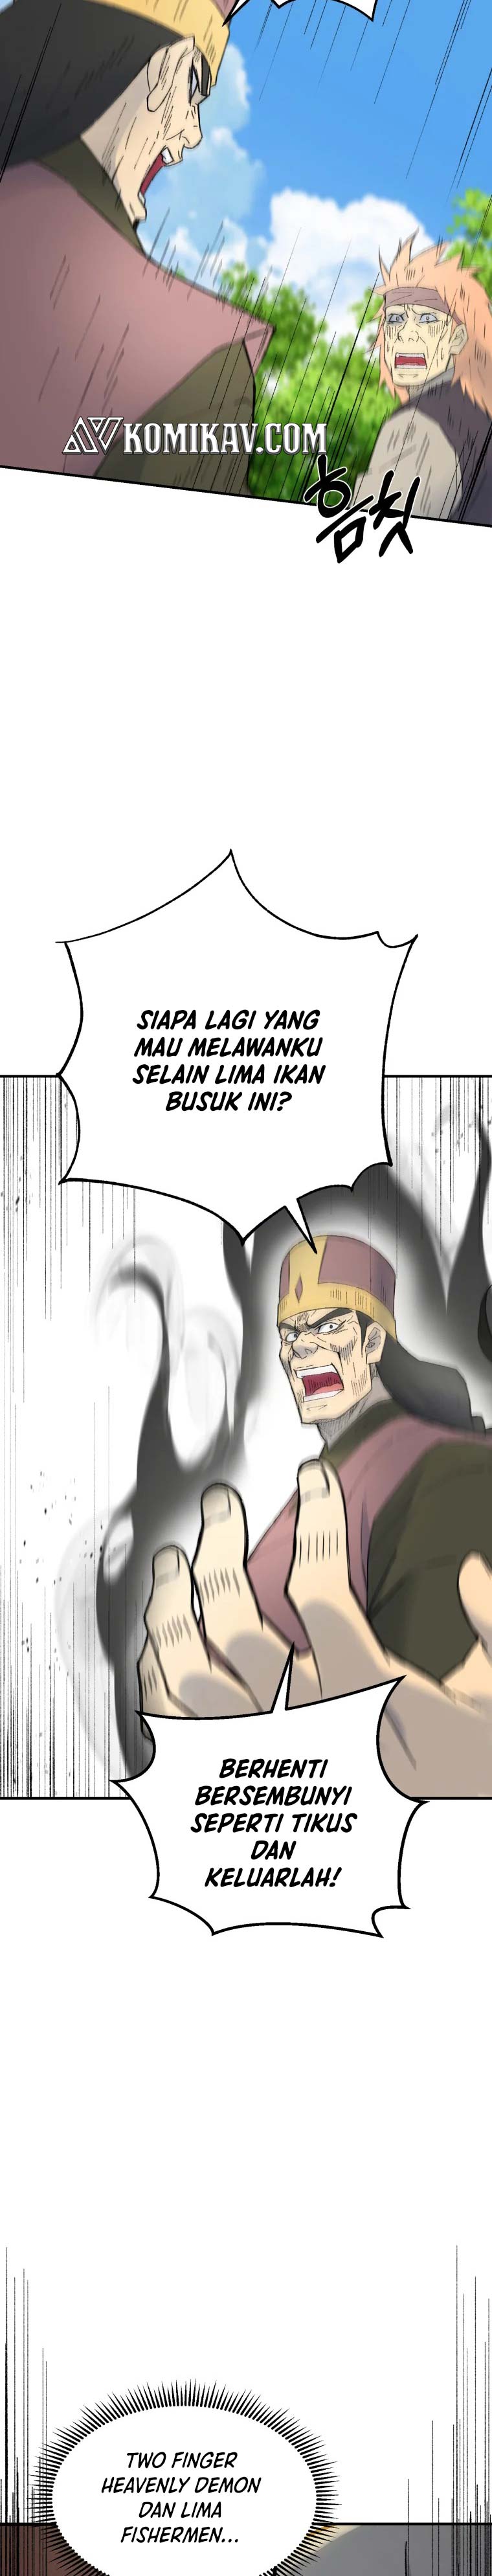 KOMIKAV.COM
흠칫
SIAPA LAGI YANG
MAU MELAWANKU
SELAIN LIMA IKAN
BUSUK INI?
BERHENTI
BERSEMBUNYI
SEPERTI TIKUS
DAN
KELUARLAH!
TWO FINGER
HEAVENLY DEMON
DAN LIMA
FISHERMEN...